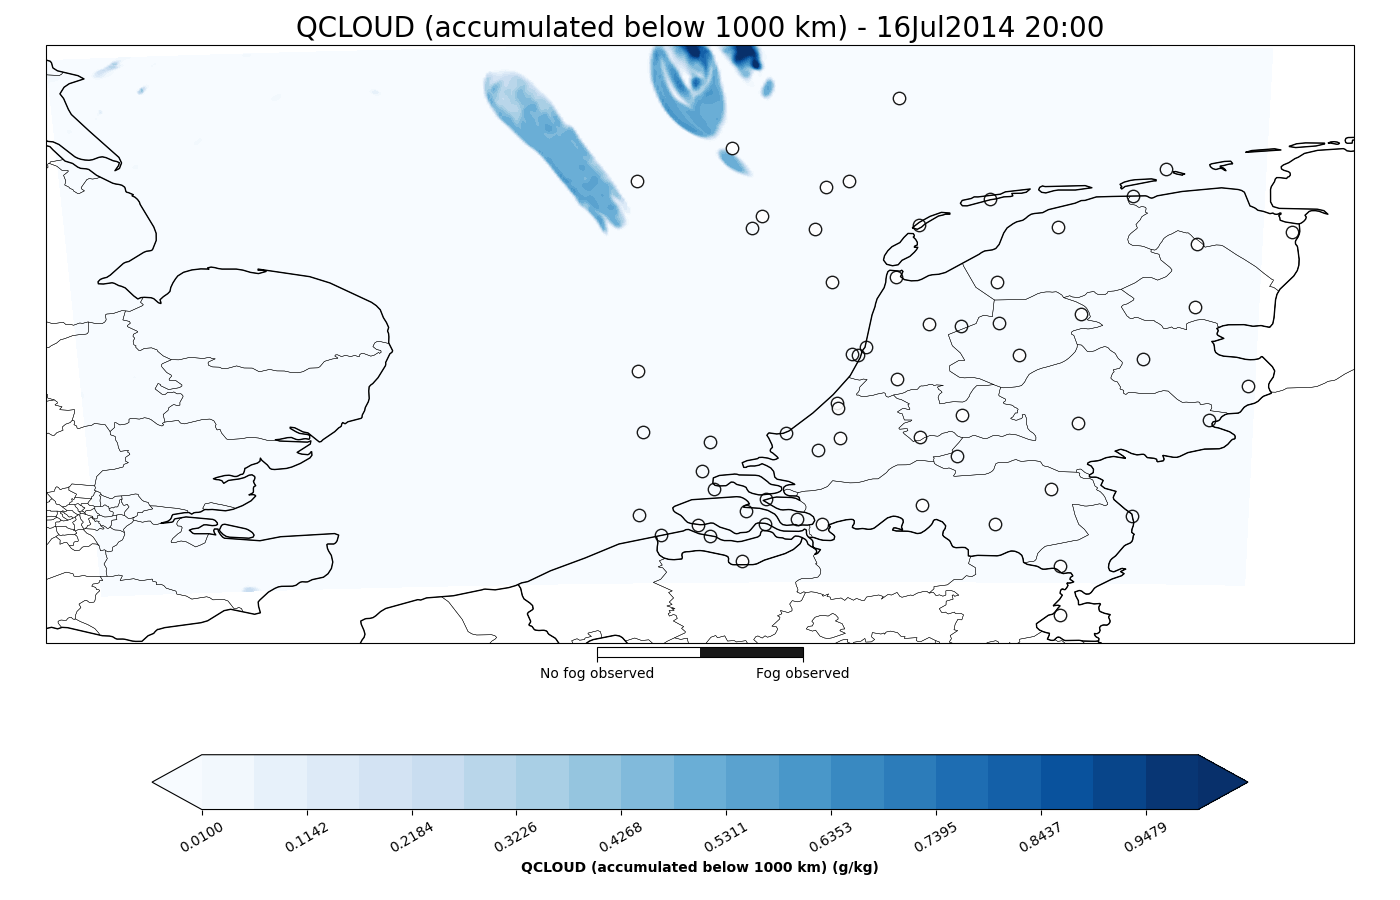 QCLOUD (accumulated below 1000 km) - 16Jul2014 20:00
No fog observed
Fog observed
0.0100
0.1142
0.2184
0.3226
0.4268
0.5311
0.6353
0.7395
0.8437
0.9479
QCLOUD (accumulated below 1000 km) (g/kg)